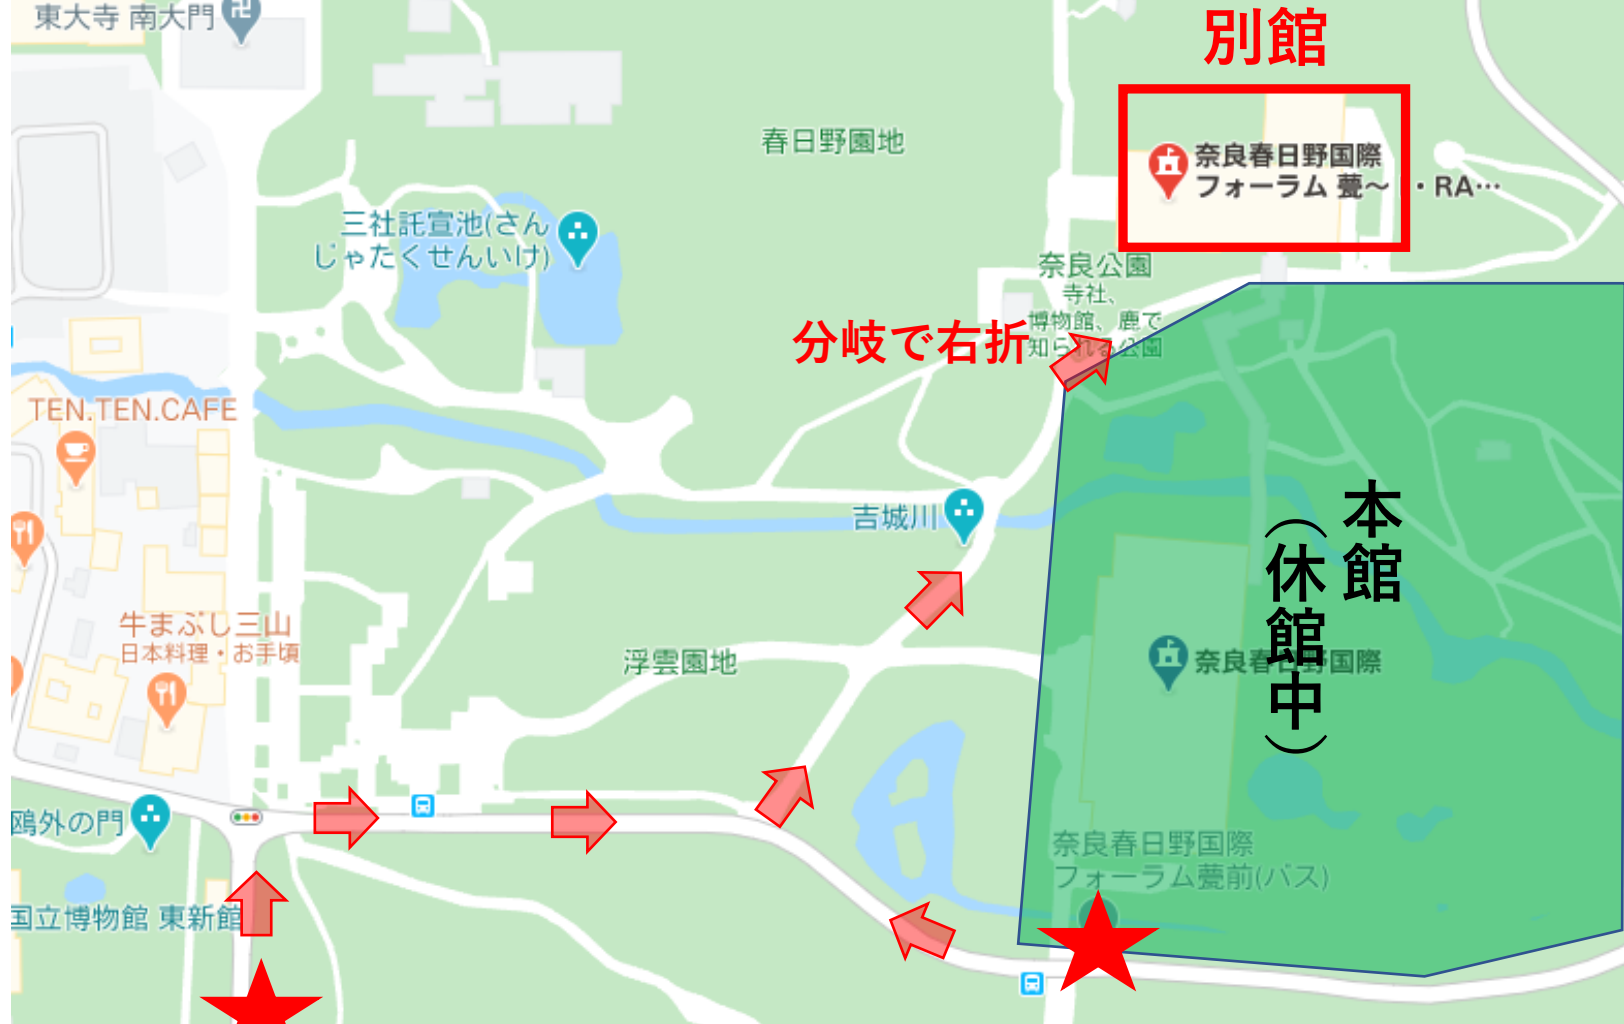 東大寺 南大門
別館
春日野園地
奈良春日野国際
フォーラム 甍～ ・RA…
三社託宣池(さん
じゃたくせんいけ)
奈良公園
寺社、
博物館、鹿で
知られる公園
分岐で右折
TEN.TEN.CAFE
吉城川
本館
(休館中)
牛まぶし三山
日本料理・お手頃
浮雲園地
奈良春日野国際
鴎外の門
奈良春日野国際
フォーラム甍前(バス)
国立博物館 東新館